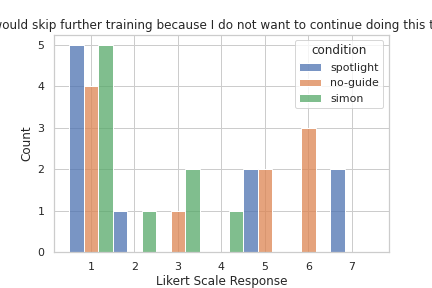 would skip further training because I do not want to continue doing this
condition
spotlight
no-guide
simon
5
4
3
2
1
0
Count
1 2 3 4 5 6 7
Likert Scale Response